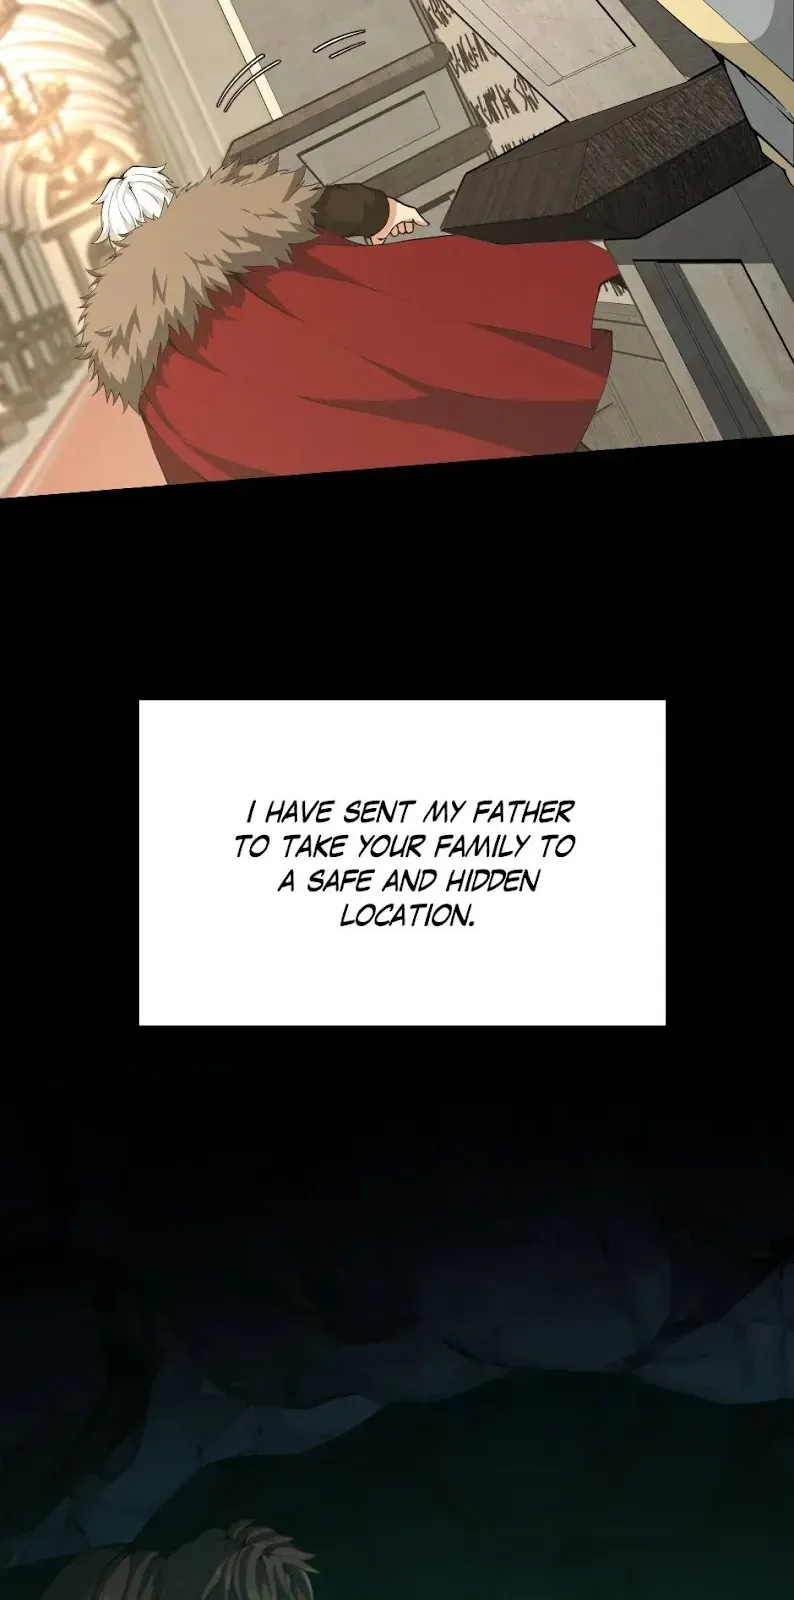 I HAVE SENT MY FATHER
TO TAKE YOUR FAMILY TO
A SAFE AND HIDDEN
LOCATION.